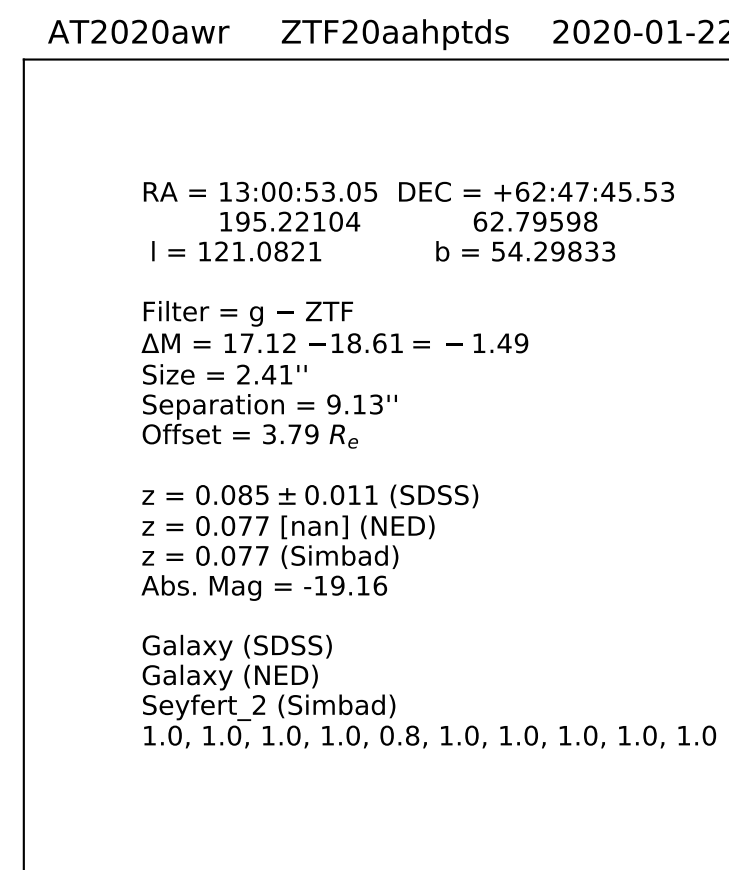 AT2020awr ZTF20aahptds 2020-01-22
RA = 13:00:53.05 DEC = +62:47:45.53
195.22104 62.79598
l = 121.0821 b = 54.29833
Filter = g − ZTF
ΔM = 17.12 −18.61 = − 1.49
Size = 2.41''
Separation = 9.13''
Offset = 3.79 Re
z = 0.085 ± 0.011 (SDSS)
z = 0.077 [nan] (NED)
z = 0.077 (Simbad)
Abs. Mag = -19.16
Galaxy (SDSS)
Galaxy (NED)
Seyfert_2 (Simbad)
1.0, 1.0, 1.0, 1.0, 0.8, 1.0, 1.0, 1.0, 1.0, 1.0